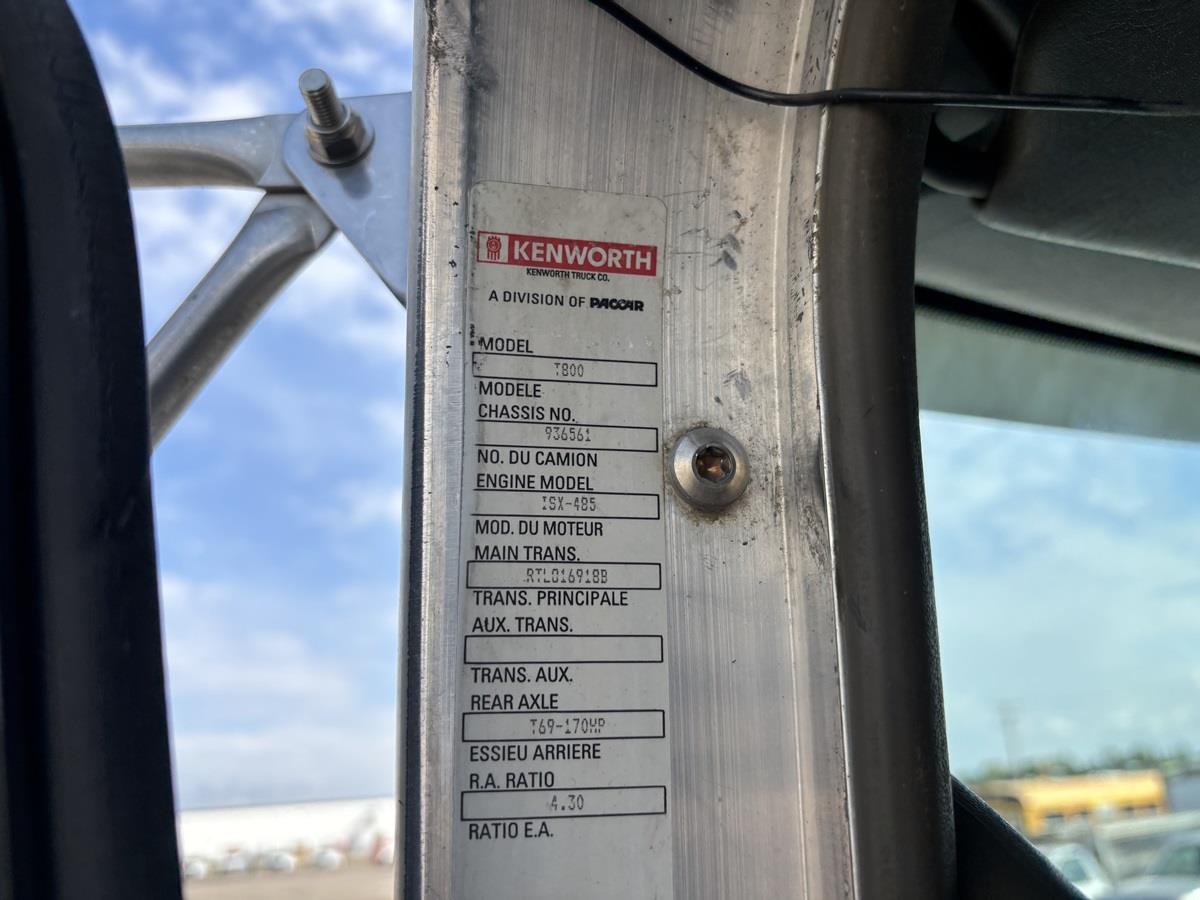 KENWORTH
KENWORTH TRUCK CO.
A DIVISION OF PACCAR
MODEL
T800
MODELE
CHASSIS NO.
936561
NO. DU CAMION
ENGINE MODEL
ISX-485
MOD. DU MOTEUR
MAIN TRANS.
RTLO16918B
TRANS. PRINCIPALE
AUX. TRANS.
TRANS. AUX.
REAR AXLE
T69-170HP
ESSIEU ARRIERE
R.A. RATIO
4.30
RATIO E.A.